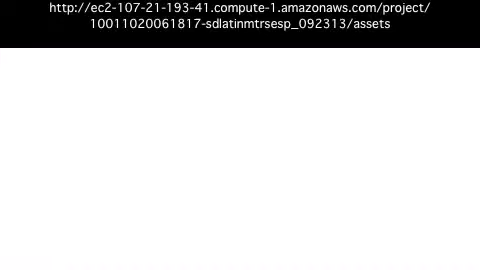 http://ec2-107-21-193-41.compute-1.amazonaws.com/project/
10011020061817-sdlatinmtrsesp_092313/assets